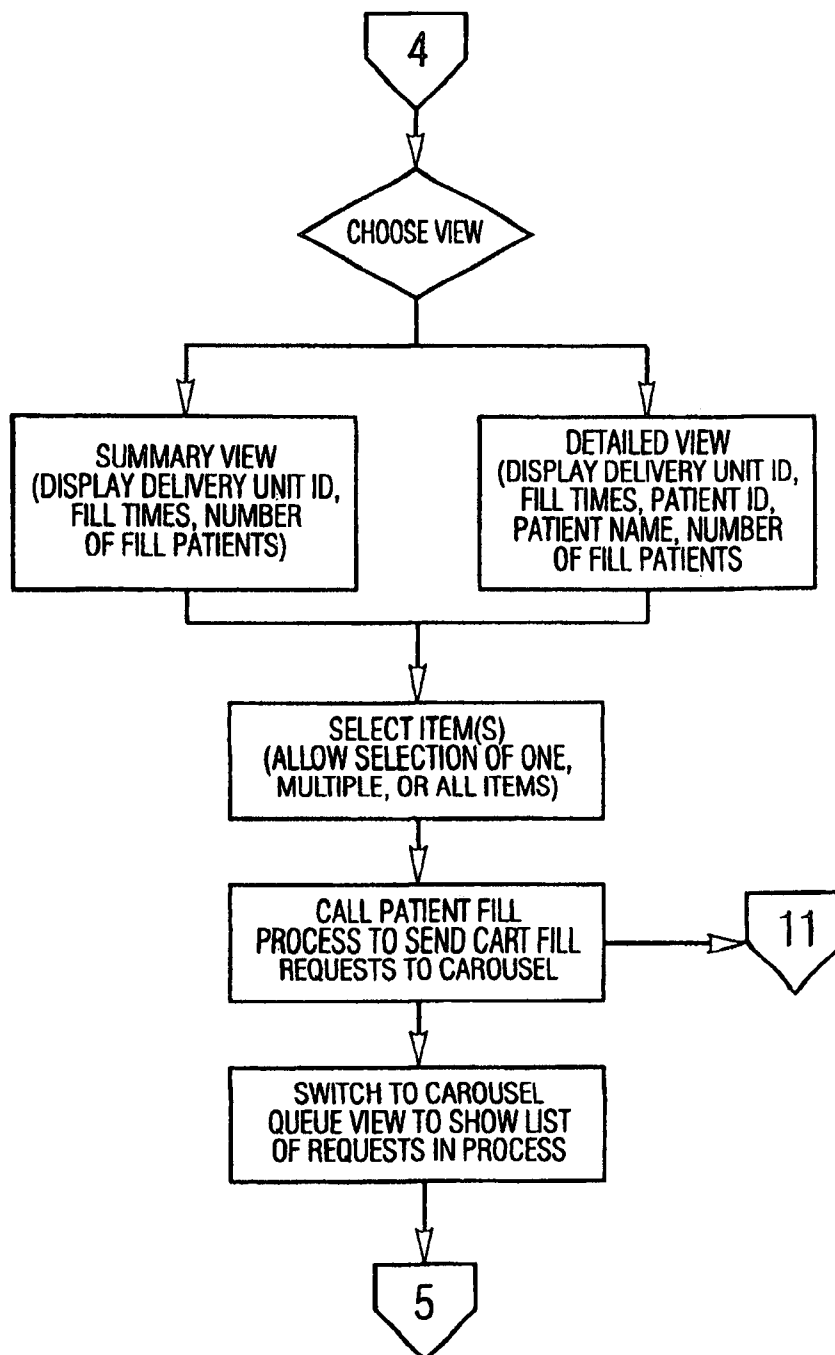 4
CHOOSE VIEW
SUMMARY VIEW
(DISPLAY DELIVERY UNIT ID,
FILL TIMES, NUMBER
OF FILL PATIENTS)
DETAILED VIEW
(DISPLAY DELIVERY UNIT ID,
FILL TIMES, PATIENT ID,
PATIENT NAME, NUMBER
OF FILL PATIENTS
SELECT ITEM(S)
(ALLOW SELECTION OF ONE,
MULTIPLE, OR ALL ITEMS)
CALL PATIENT FILL
PROCESS TO SEND CART FILL
REQUESTS TO CAROUSEL
11
SWITCH TO CAROUSEL
QUEUE VIEW TO SHOW LIST
OF REQUESTS IN PROCESS
5